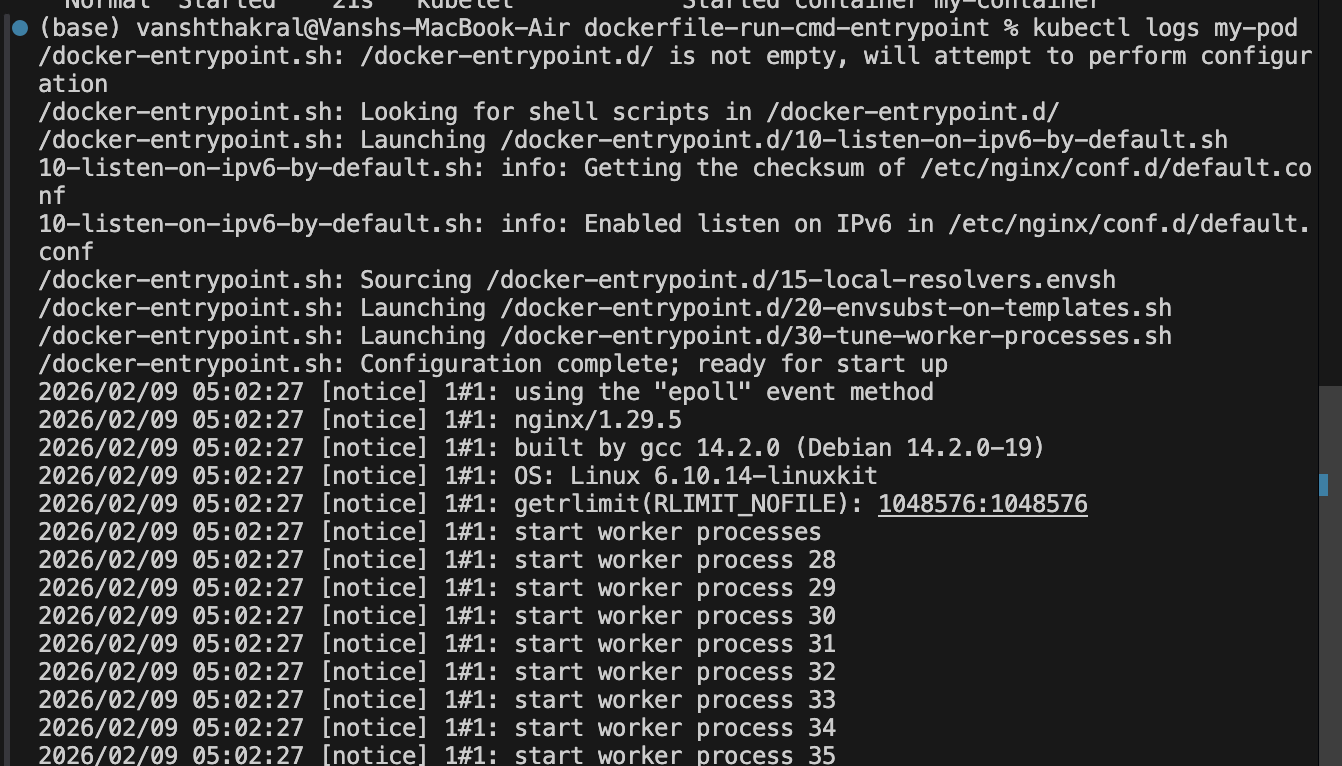 Normal  Started    21s   kubelet            Started container my-container
(base) vanshthakral@Vanshs-MacBook-Air dockerfile-run-cmd-entrypoint % kubectl logs my-pod
/docker-entrypoint.sh: /docker-entrypoint.d/ is not empty, will attempt to perform configur
ation
/docker-entrypoint.sh: Looking for shell scripts in /docker-entrypoint.d/
/docker-entrypoint.sh: Launching /docker-entrypoint.d/10-listen-on-ipv6-by-default.sh
10-listen-on-ipv6-by-default.sh: info: Getting the checksum of /etc/nginx/conf.d/default.co
nf
10-listen-on-ipv6-by-default.sh: info: Enabled listen on IPv6 in /etc/nginx/conf.d/default.
conf
/docker-entrypoint.sh: Sourcing /docker-entrypoint.d/15-local-resolvers.envsh
/docker-entrypoint.sh: Launching /docker-entrypoint.d/20-envsubst-on-templates.sh
/docker-entrypoint.sh: Launching /docker-entrypoint.d/30-tune-worker-processes.sh
/docker-entrypoint.sh: Configuration complete; ready for start up
2026/02/09 05:02:27 [notice] 1#1: using the "epoll" event method
2026/02/09 05:02:27 [notice] 1#1: nginx/1.29.5
2026/02/09 05:02:27 [notice] 1#1: built by gcc 14.2.0 (Debian 14.2.0-19)
2026/02/09 05:02:27 [notice] 1#1: OS: Linux 6.10.14-linuxkit
2026/02/09 05:02:27 [notice] 1#1: getrlimit(RLIMIT_NOFILE): 1048576:1048576
2026/02/09 05:02:27 [notice] 1#1: start worker processes
2026/02/09 05:02:27 [notice] 1#1: start worker process 28
2026/02/09 05:02:27 [notice] 1#1: start worker process 29
2026/02/09 05:02:27 [notice] 1#1: start worker process 30
2026/02/09 05:02:27 [notice] 1#1: start worker process 31
2026/02/09 05:02:27 [notice] 1#1: start worker process 32
2026/02/09 05:02:27 [notice] 1#1: start worker process 33
2026/02/09 05:02:27 [notice] 1#1: start worker process 34
2026/02/09 05:02:27 [notice] 1#1: start worker process 35